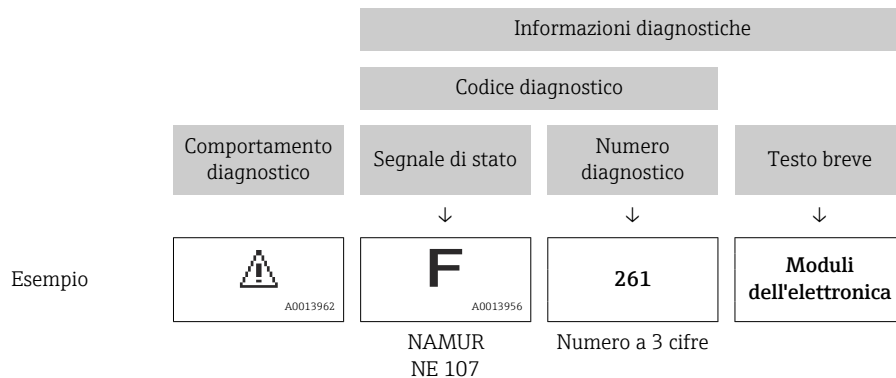 Informazioni diagnostiche
Codice diagnostico
Comportamento
diagnostico
Segnale di stato
Numero
diagnostico
Testo breve
↓ ↓ ↓
Esempio
A0013962
F
A0013956
261
Moduli
dell'elettronica
NAMUR
NE 107
Numero a 3 cifre